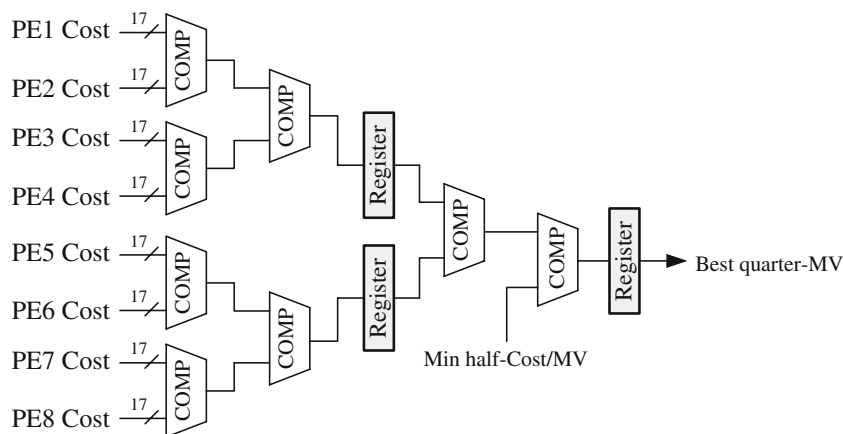 PE1 Cost 17
PE2 Cost 17
COMP
PE3 Cost 17
PE4 Cost 17
COMP
COMP
Register
PE5 Cost 17
PE6 Cost 17
COMP
PE7 Cost 17
PE8 Cost 17
COMP
COMP
Register
COMP
Min half-Cost/MV
COMP
Register
Best quarter-MV